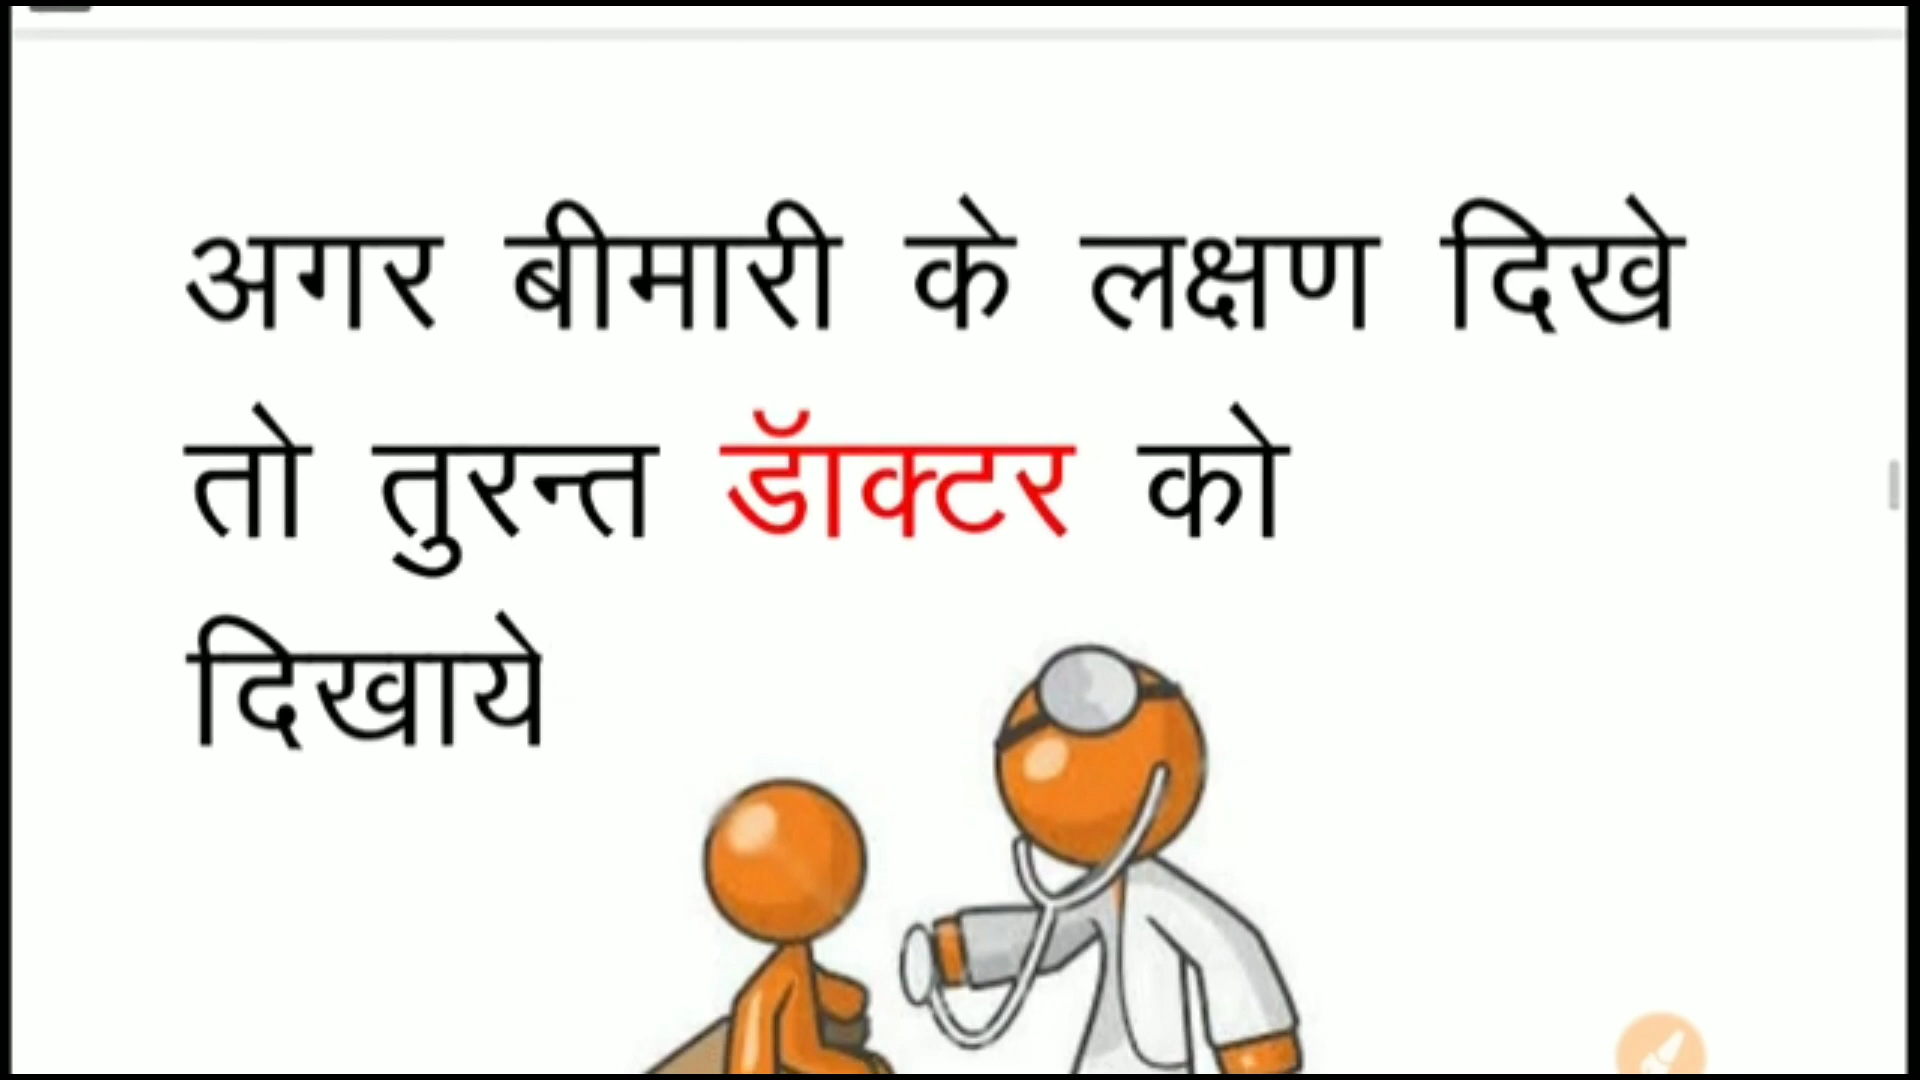 अगर बीमारी के लक्षण दिखे
तो तुरन्त डॉक्टर को
दिखाये